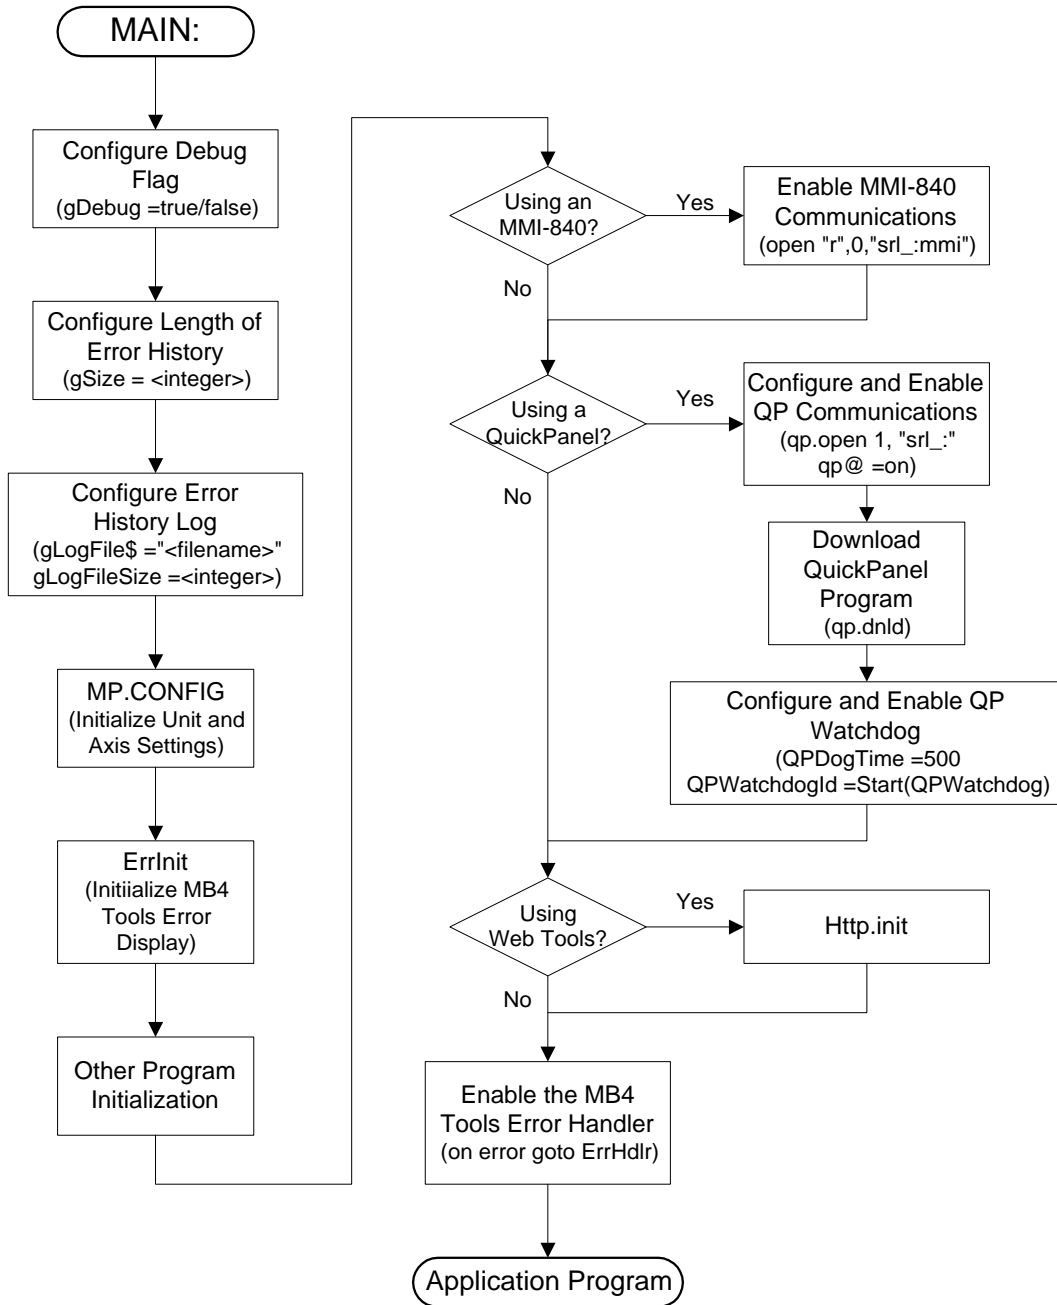 MAIN:
Configure Debug
Flag
(gDebug =true/false)
Configure Length of
Error History
(gSize = <integer>)
Configure Error
History Log
(gLogFile$ ="<filename>"
gLogFileSize =<integer>)
MP.CONFIG
(Initialize Unit and
Axis Settings)
ErrInit
(Initiialize MB4
Tools Error
Display)
Other Program
Initialization
Using an
MMI-840?
Yes
Enable MMI-840
Communications
(open "r",0,"srl_:mmi")
No
Using a
QuickPanel?
Yes
Configure and Enable
QP Communications
(qp.open 1, "srl_:"
qp@ =on)
No
Download
QuickPanel
Program
(qp.dnld)
Configure and Enable QP
Watchdog
(QPDogTime =500
QPWatchdogId =Start(QPWatchdog)
Using
Web Tools?
Yes
Http.init
No
Enable the MB4
Tools Error Handler
(on error goto ErrHdlr)
Application Program